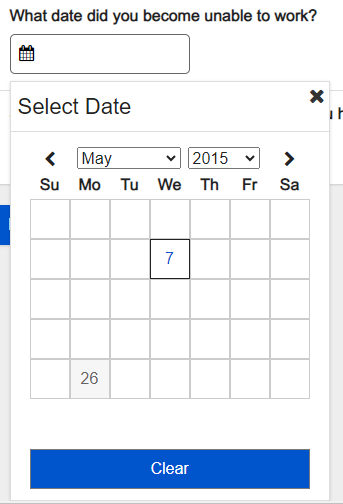 What date did you become unable to work?
Select Date
May 2015
Su Mo Tu We Th Fr Sa
7
26
Clear